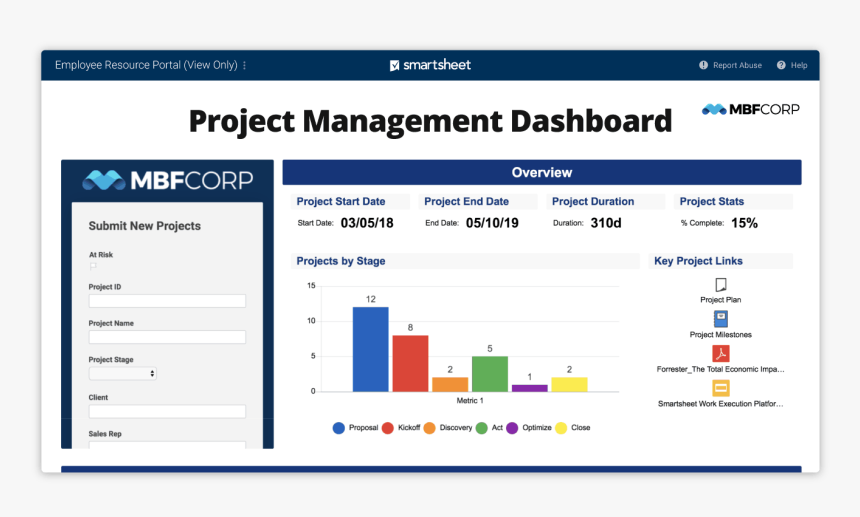 Employee Resource Portal (View Only)
smartsheet
Report Abuse
Help
Project Management Dashboard
MBFCORP
MBFCORP
Submit New Projects
At Risk
Project ID
Project Name
Project Stage
Client
Sales Rep
Overview
Project Start Date
Project End Date
Project Duration
Project Stats
Start Date: 03/05/18
End Date: 05/10/19
Duration: 310d
% Complete: 15%
Projects by Stage
15
10
5
0
12
8
2
5
1
2
Metric 1
Proposal
Kickoff
Discovery
Act
Optimize
Close
Key Project Links
Project Plan
Project Milestones
Forrester_The Total Economic Impa...
Smartsheet Work Execution Platfor...